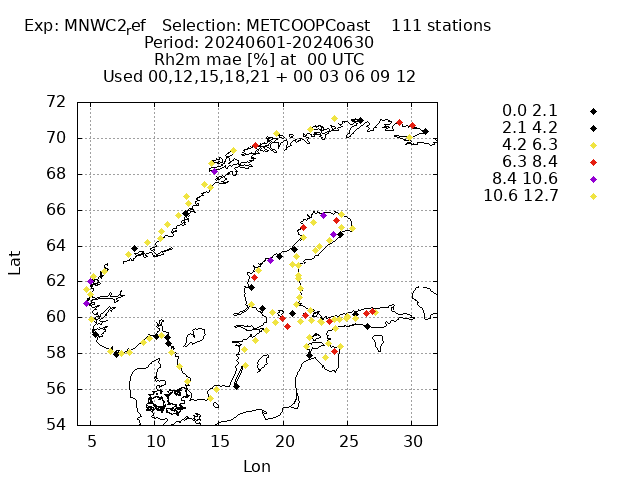 Exp: MNWC2ref Selection: METCOOPCoast 111 stations
Period: 20240601-20240630
Rh2m mae [%] at 00 UTC
Used 00,12,15,18,21 + 00 03 06 09 12
72
70
68
66
64
62
60
58
56
54
5 10 15 20 25 30
Lat
Lon
0.0 2.1
2.1 4.2
4.2 6.3
6.3 8.4
8.4 10.6
10.6 12.7